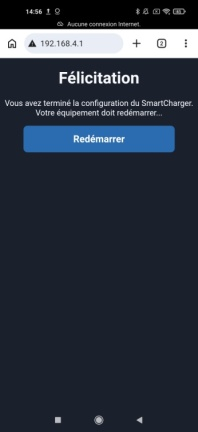 14:56
Aucune connexion Internet.
192.168.4.1
2
Félicitation
Vous avez terminé la configuration du SmartCharger.
Votre équipement doit redémarrer...
Redémarrer